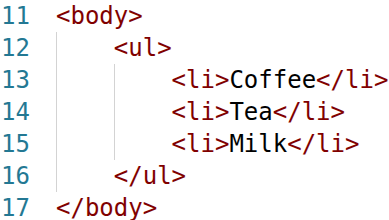 11 <body>
12     <ul>
13         <li>Coffee</li>
14         <li>Tea</li>
15         <li>Milk</li>
16     </ul>
17 </body>